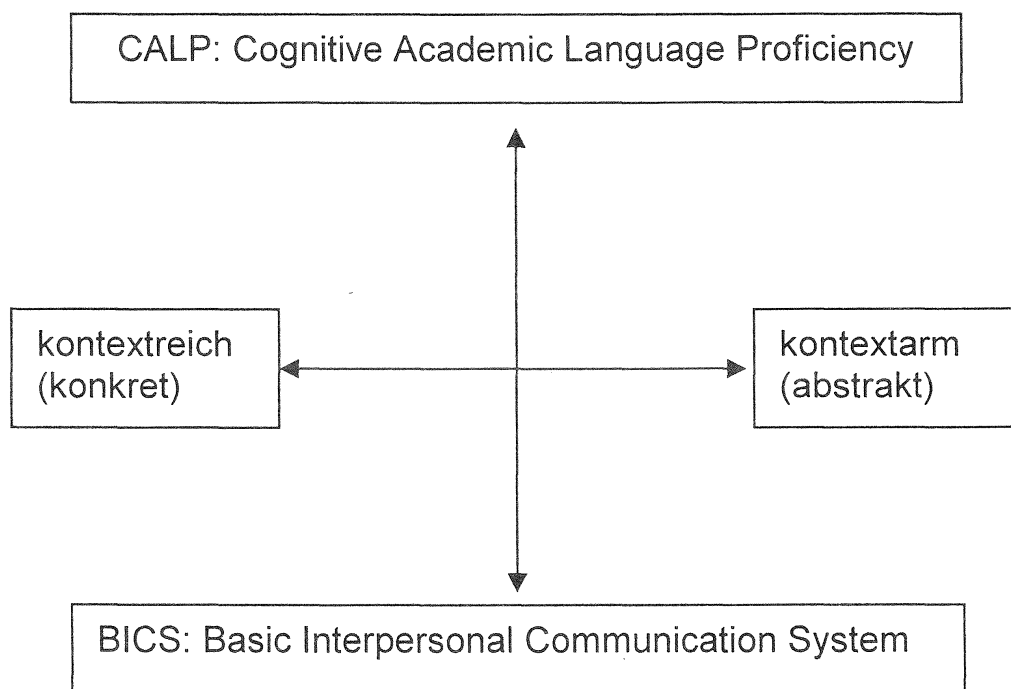 CALP: Cognitive Academic Language Proficiency
kontextreich
(konkret)
kontextarm
(abstrakt)
BICS: Basic Interpersonal Communication System